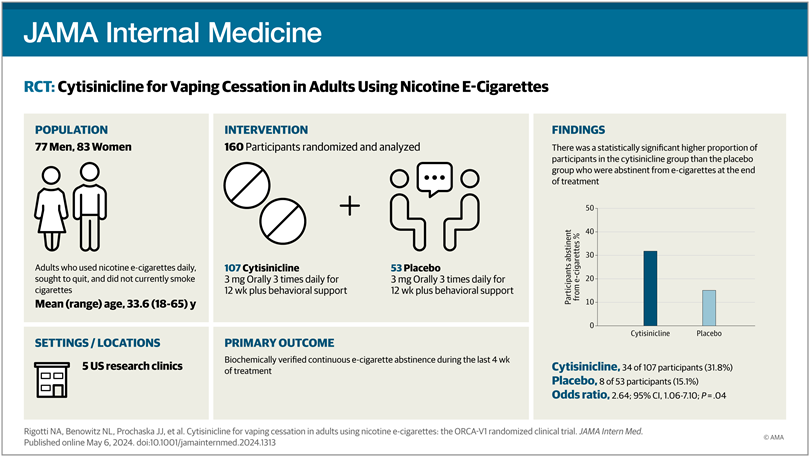 JAMA Internal Medicine
RCT: Cytisinicline for Vaping Cessation in Adults Using Nicotine E-Cigarettes
POPULATION
77 Men, 83 Women
Adults who used nicotine e-cigarettes daily,
sought to quit, and did not currently smoke
cigarettes
Mean (range) age, 33.6 (18-65) y
SETTINGS / LOCATIONS
5 US research clinics
INTERVENTION
160 Participants randomized and analyzed
107 Cytisinicline
3 mg Orally 3 times daily for
12 wk plus behavioral support
53 Placebo
3 mg Orally 3 times daily for
12 wk plus behavioral support
PRIMARY OUTCOME
Biochemically verified continuous e-cigarette abstinence during the last 4 wk
of treatment
FINDINGS
There was a statistically significant higher proportion of
participants in the cytisinicline group than the placebo
group who were abstinent from e-cigarettes at the end
of treatment
Participants abstinent
from e-cigarettes %
50
40
30
20
10
0
Cytisinicline
Placebo
Cytisinicline, 34 of 107 participants (31.8%)
Placebo, 8 of 53 participants (15.1%)
Odds ratio, 2.64; 95% CI, 1.06-7.10; P = .04
Rigotti NA, Benowitz NL, Prochaska JJ, et al. Cytisinicline for vaping cessation in adults using nicotine e-cigarettes: the ORCA-V1 randomized clinical trial. JAMA Intern Med.
Published online May 6, 2024. doi:10.1001/jamainternmed.2024.1313
© AMA